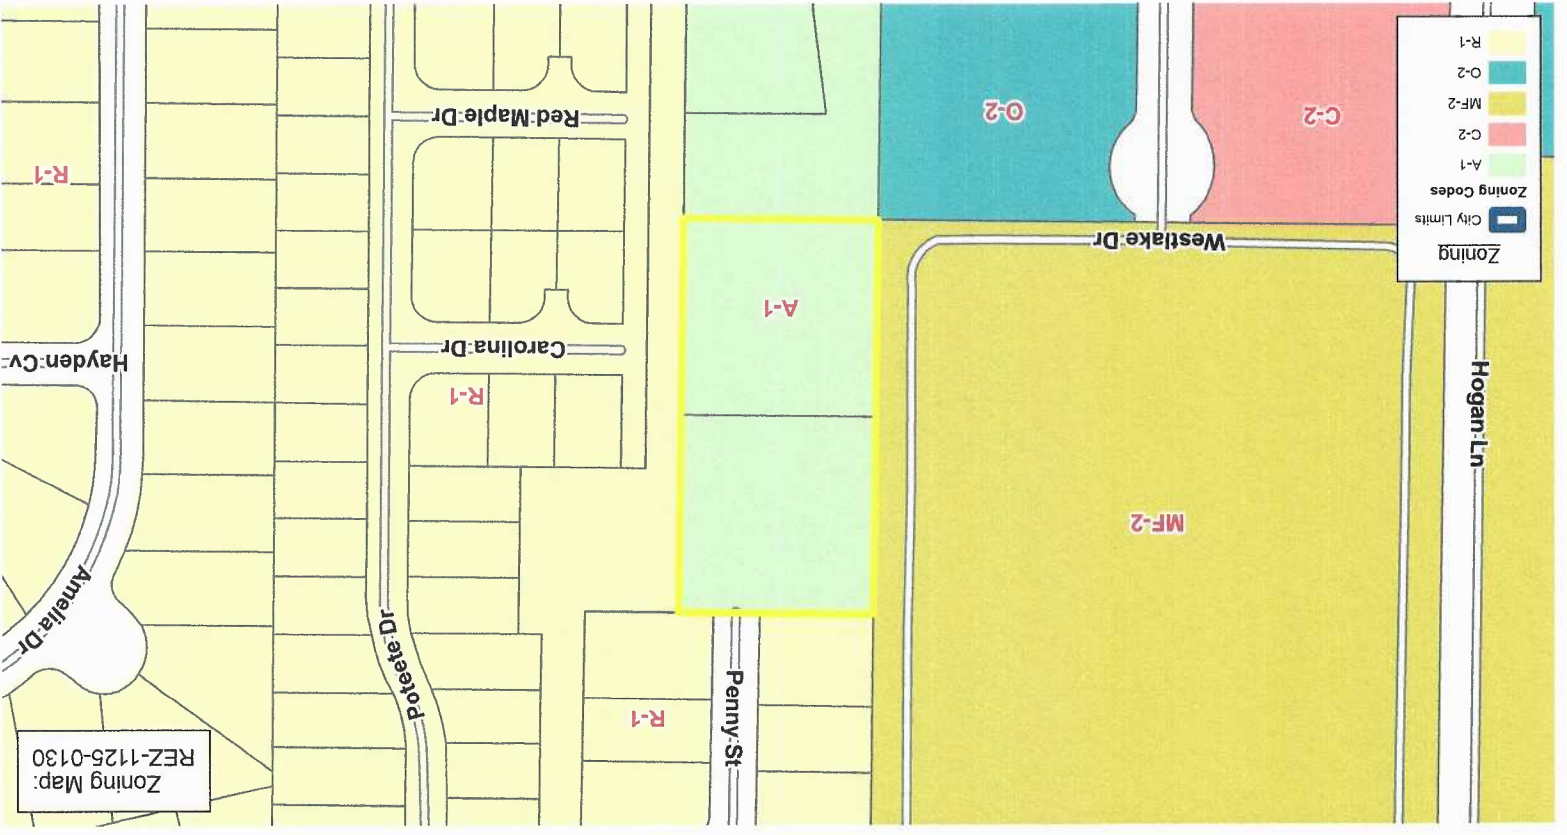 Zoning Map:
REZ-1125-0130
Penny St
R-1
Poteete Dr
Amelia Dr
MF-2
Hogan Ln
R-1
Hayden Cv
Carolina Dr
A-1
Westlake Dr
Zoning
City Limits
Zoning Codes
A-1
C-2
MF-2
O-2
R-1
C-2
O-2
Red Maple Dr
R-1